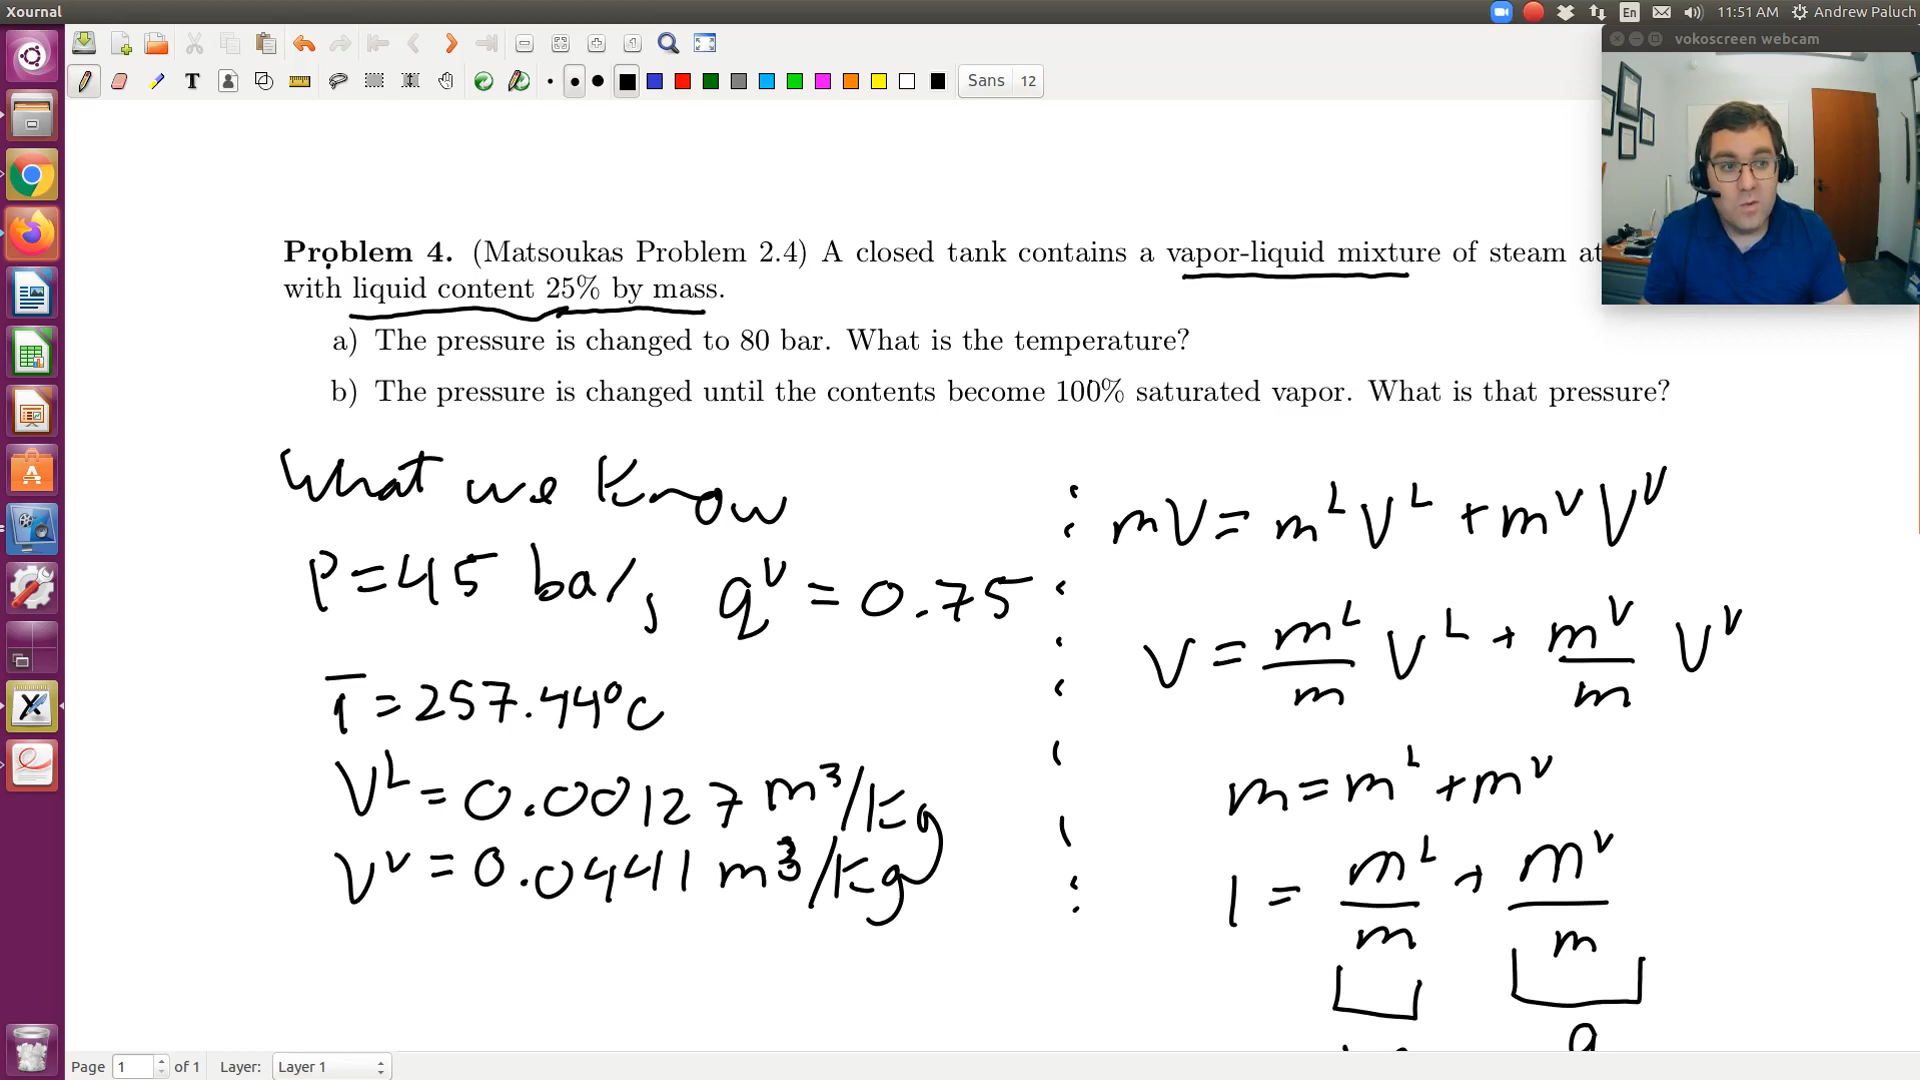 Xournal
En
11:51 AM
Andrew Paluch
vokoscreen webcam
Sans 12
Problem 4. (Matsoukas Problem 2.4) A closed tank contains a vapor-liquid mixture of steam at
with liquid content 25% by mass.
a) The pressure is changed to 80 bar. What is the temperature?
b) The pressure is changed until the contents become 100% saturated vapor. What is that pressure?
What we know
P=45 bar, q^V = 0.75
T=257.44°C
V^L = 0.00127 m³/kg
V^V = 0.0441 m³/kg
mV = m^L V^L + m^V V^V
V = m^L/m V^L + m^V/m V^V
m = m^L + m^V
1 = m^L/m + m^V/m
Page 1 of 1 Layer: Layer 1